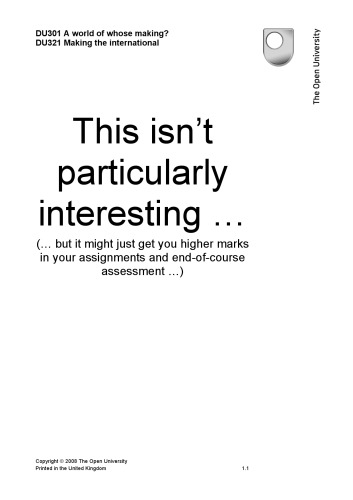 DU301 A world of whose making?
DU321 Making the international
The Open University
This isn't
particularly
interesting …
(… but it might just get you higher marks
in your assignments and end-of-course
assessment …)
Copyright © 2008 The Open University
Printed in the United Kingdom 1.1